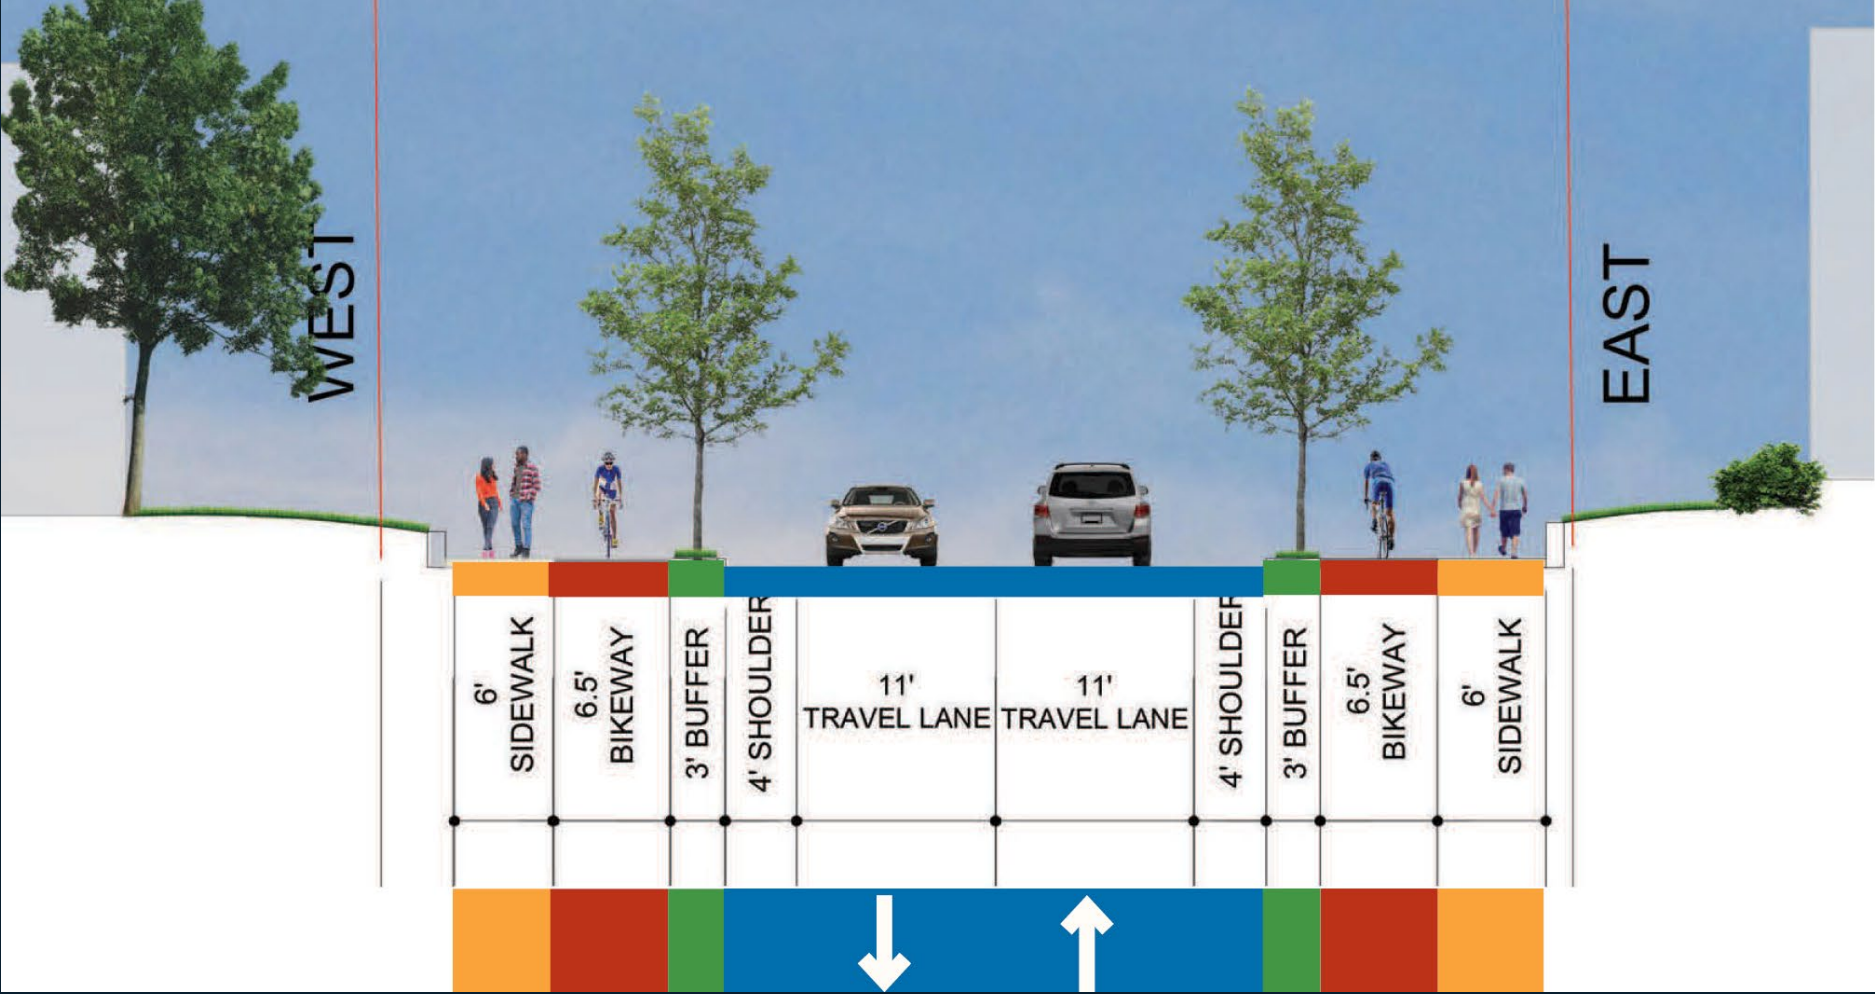 WEST
EAST
6'
SIDEWALK
6.5'
BIKEWAY
3' BUFFER
4' SHOULDER
11'
TRAVEL LANE
11'
TRAVEL LANE
4' SHOULDER
3' BUFFER
6.5'
BIKEWAY
6'
SIDEWALK